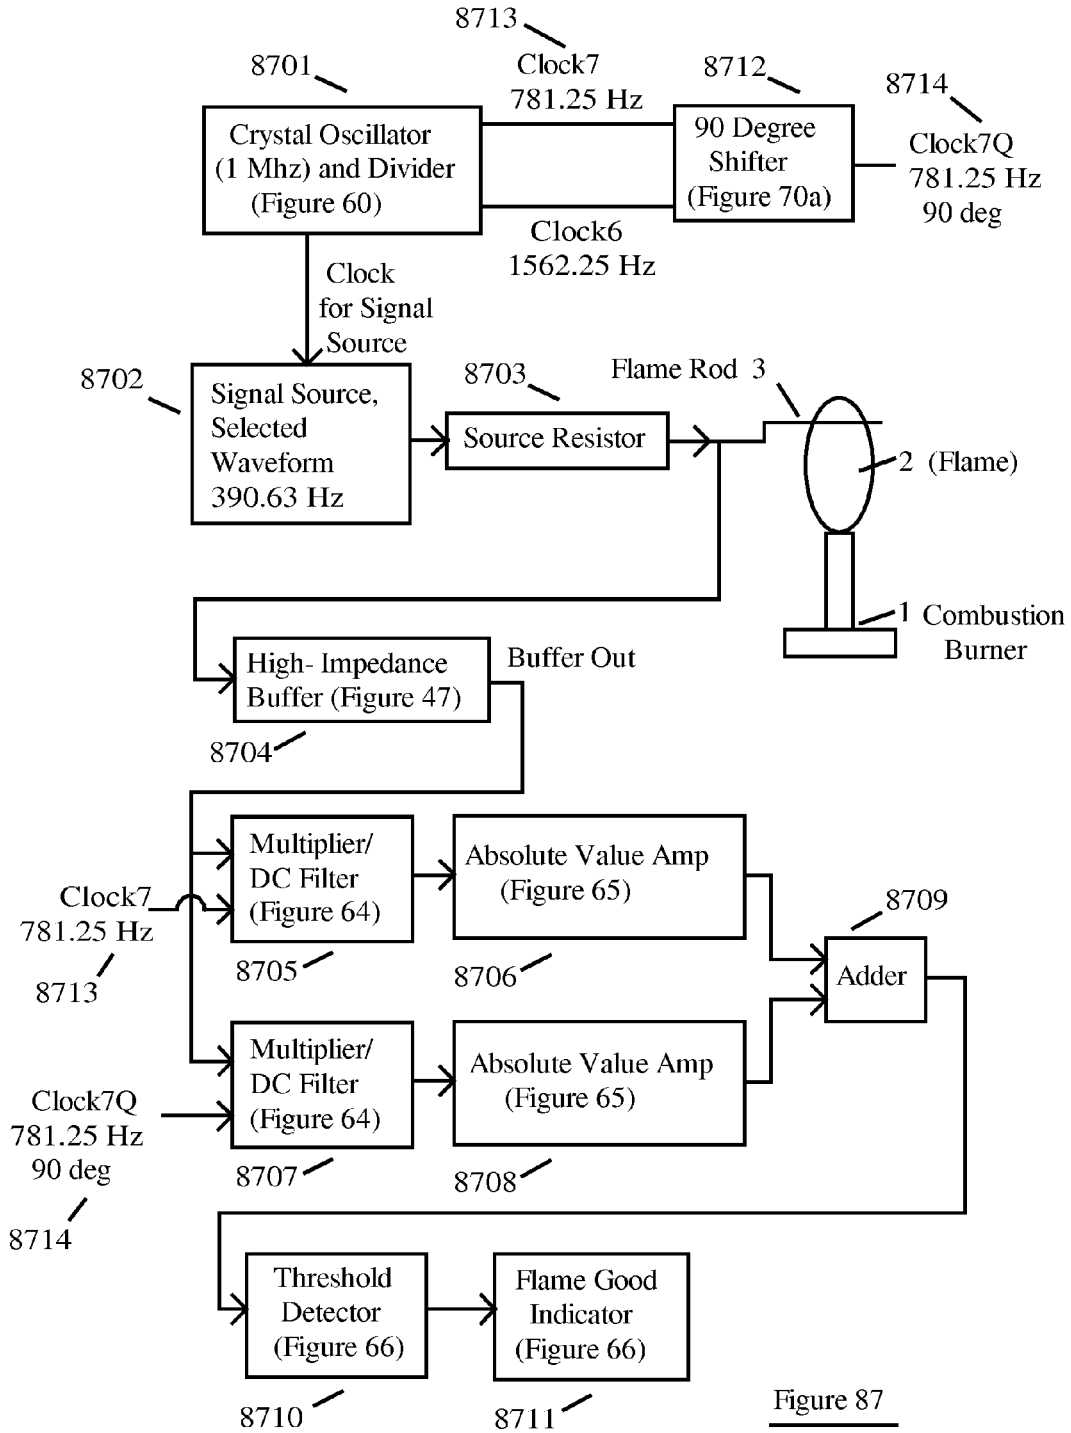 8713
8701
Clock7
781.25 Hz
8712
8714
Crystal Oscillator
(1 Mhz) and Divider
(Figure 60)
90 Degree
Shifter
(Figure 70a)
Clock7Q
781.25 Hz
90 deg
Clock6
1562.25 Hz
Clock
for Signal
Source
8702
8703
Flame Rod 3
Signal Source,
Selected
Waveform
390.63 Hz
Source Resistor
2 (Flame)
1 Combustion
Burner
High- Impedance
Buffer (Figure 47)
Buffer Out
8704
Multiplier/
DC Filter
(Figure 64)
Absolute Value Amp
(Figure 65)
Clock7
781.25 Hz
8713
8705
8706
8709
Adder
Multiplier/
DC Filter
(Figure 64)
Absolute Value Amp
(Figure 65)
Clock7Q
781.25 Hz
90 deg
8714
8707
8708
Threshold
Detector
(Figure 66)
Flame Good
Indicator
(Figure 66)
8710
8711
Figure 87